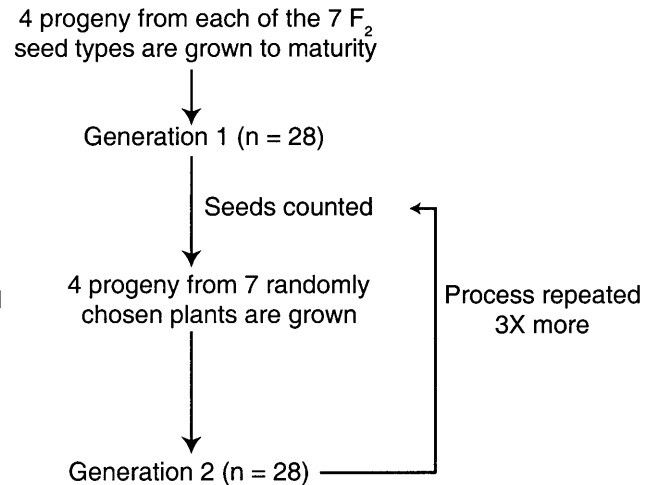 4 progeny from each of the 7 F₂
seed types are grown to maturity
Generation 1 (n = 28)
Seeds counted
4 progeny from 7 randomly
chosen plants are grown
Process repeated
3X more
Generation 2 (n = 28)